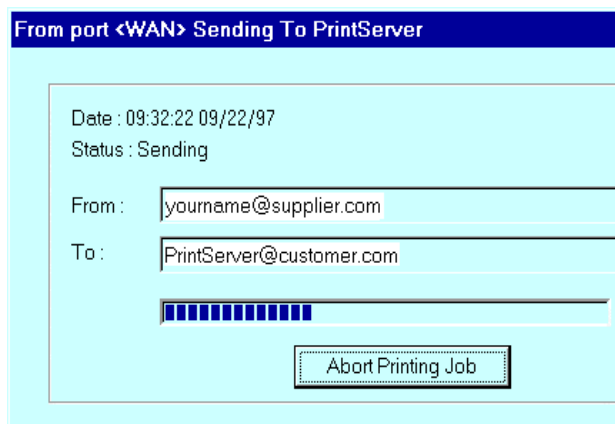 From port <WAN> Sending To PrintServer
Date : 09:32:22 09/22/97
Status : Sending
From : yourname@supplier.com
To : PrintServer@customer.com
Abort Printing Job